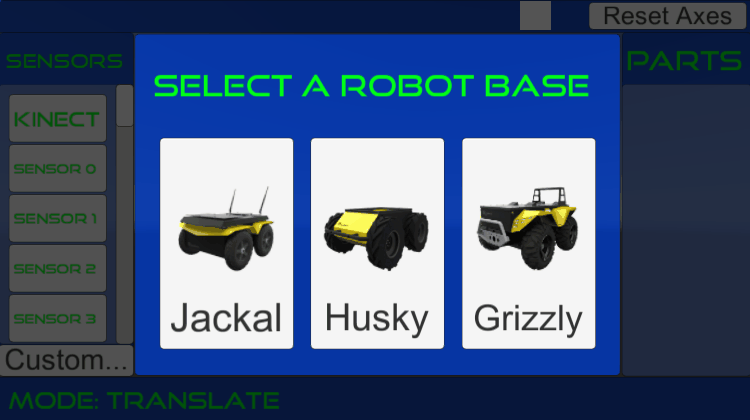 Reset Axes
SENSORS
SELECT A ROBOT BASE
PARTS
KINECT
SENSOR 0
SENSOR 1
SENSOR 2
SENSOR 3
Jackal
Husky
Grizzly
Custom...
MODE: TRANSLATE